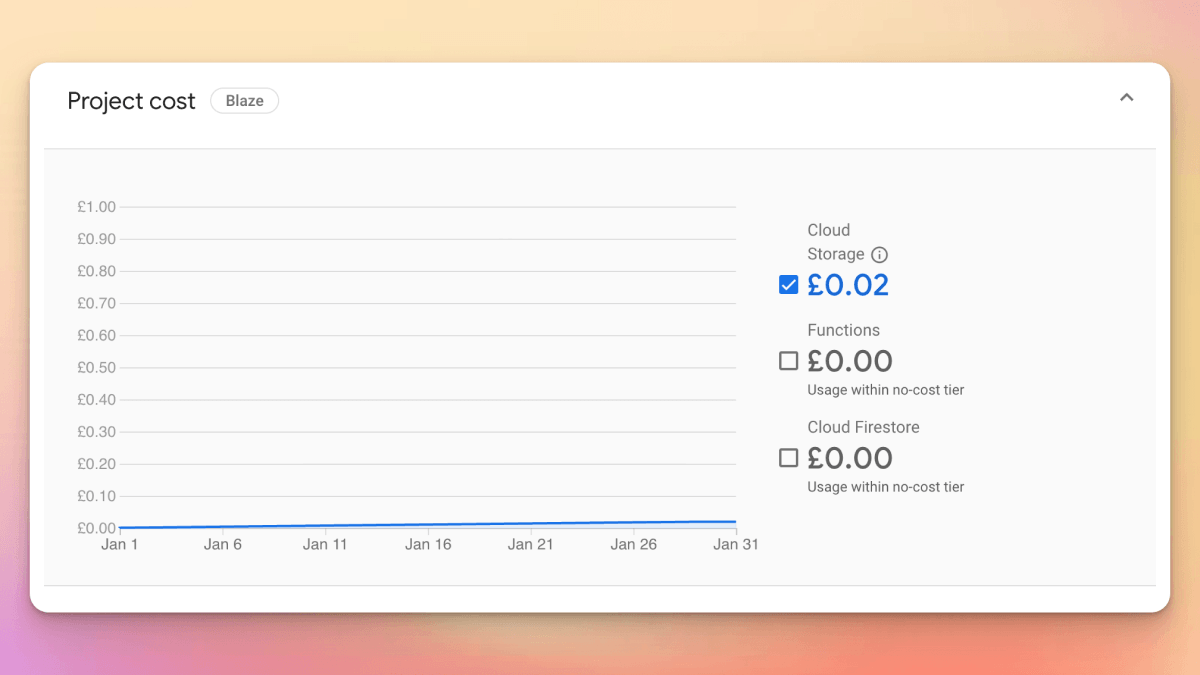 Project cost Blaze
£1.00
£0.90
£0.80
£0.70
£0.60
£0.50
£0.40
£0.30
£0.20
£0.10
£0.00
Jan 1 Jan 6 Jan 11 Jan 16 Jan 21 Jan 26 Jan 31
Cloud
Storage
£0.02
Functions
£0.00
Usage within no-cost tier
Cloud Firestore
£0.00
Usage within no-cost tier